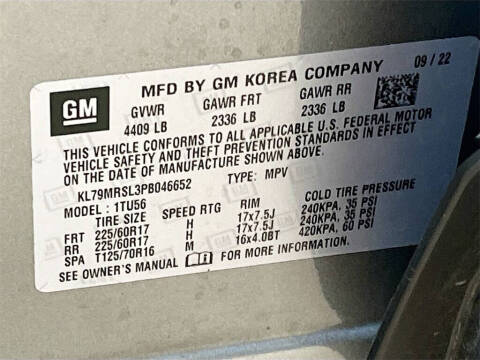 GM
MFD BY GM KOREA COMPANY 09 / 22
GVWR GAWR FRT GAWR RR
4409 LB 2336 LB 2336 LB
THIS VEHICLE CONFORMS TO ALL APPLICABLE U.S. FEDERAL MOTOR
VEHICLE SAFETY AND THEFT PREVENTION STANDARDS IN EFFECT
ON THE DATE OF MANUFACTURE SHOWN ABOVE.
KL79MRSL3PB046652 TYPE: MPV
MODEL : 1TU56
TIRE SIZE SPEED RTG RIM COLD TIRE PRESSURE
FRT 225/60R17 H 17x7.5J 240KPA, 35 PSI
RR 225/60R17 H 17x7.5J 240KPA, 35 PSI
SPA T125/70R16 M 16x4.0BT 420KPA, 60 PSI
SEE OWNER'S MANUAL FOR MORE INFORMATION.